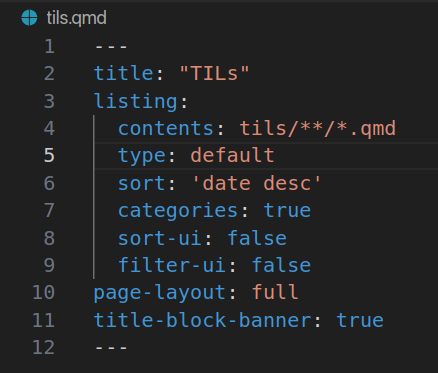 tils.qmd
1 ---
2 title: "TILs"
3 listing:
4   contents: tils/**/*.qmd
5   type: default
6   sort: 'date desc'
7   categories: true
8   sort-ui: false
9   filter-ui: false
10 page-layout: full
11 title-block-banner: true
12 ---